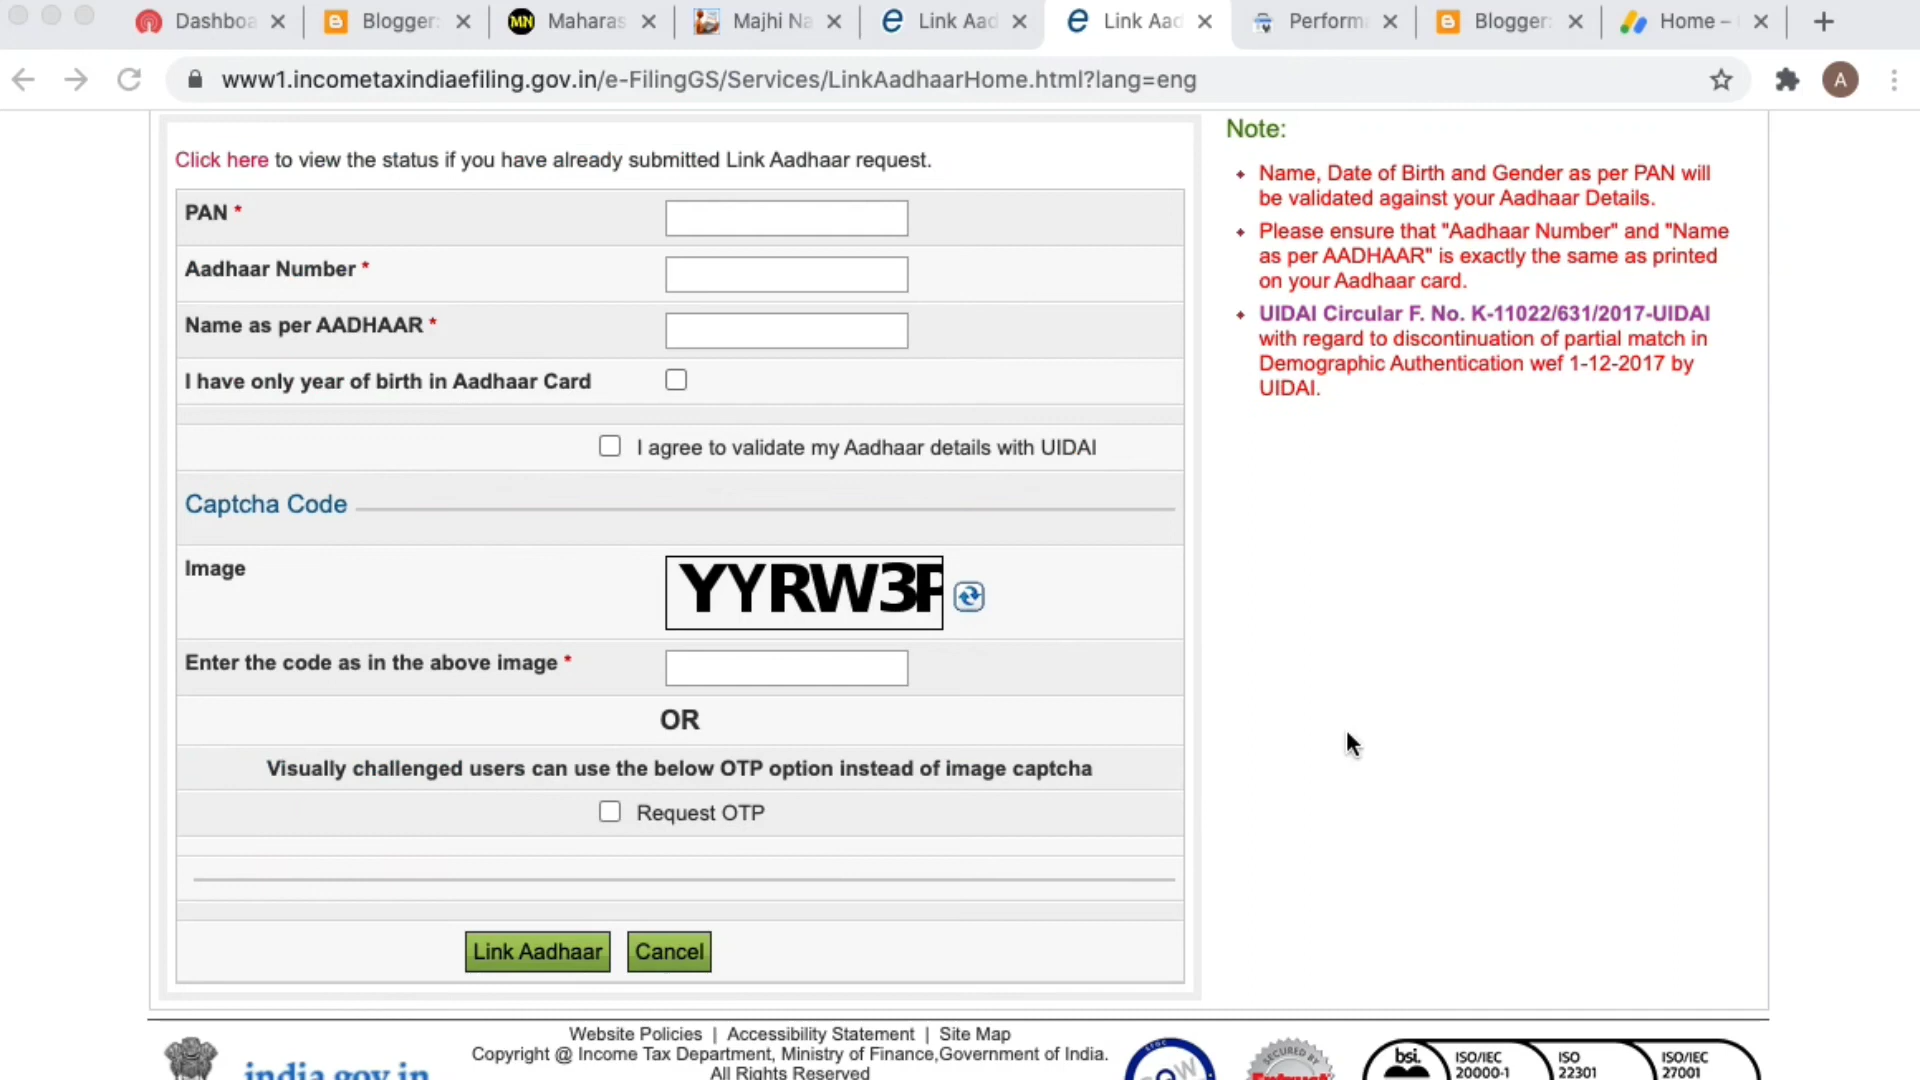 Dashboa
Blogger:
MN
Maharas
Majhi Na
Link Aad
Link Aad
Perform
Blogger:
Home –
www1.incometaxindiaefiling.gov.in/e-FilingGS/Services/LinkAadhaarHome.html?lang=eng
A
Click here to view the status if you have already submitted Link Aadhaar request.
PAN *
Aadhaar Number *
Name as per AADHAAR *
I have only year of birth in Aadhaar Card
I agree to validate my Aadhaar details with UIDAI
Captcha Code
Image
YYRW3P
Enter the code as in the above image *
OR
Visually challenged users can use the below OTP option instead of image captcha
Request OTP
Link Aadhaar
Cancel
Note:
Name, Date of Birth and Gender as per PAN will
be validated against your Aadhaar Details.
Please ensure that "Aadhaar Number" and "Name
as per AADHAAR" is exactly the same as printed
on your Aadhaar card.
UIDAI Circular F. No. K-11022/631/2017-UIDAI
with regard to discontinuation of partial match in
Demographic Authentication wef 1-12-2017 by
UIDAI.
Website Policies | Accessibility Statement | Site Map
Copyright @ Income Tax Department, Ministry of Finance,Government of India.
All Rights Reserved
india.gov.in
SECURED BY
Entrust
bsi.
ISO/IEC
20000-1
ISO
22301
ISO/IEC
27001